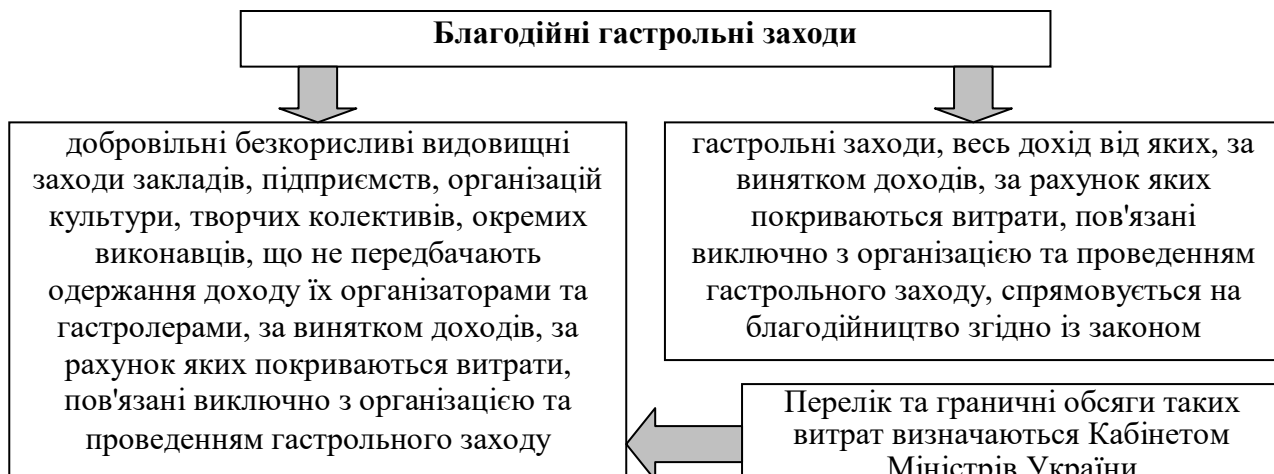 Благодійні гастрольні заходи
добровільні безкорисливі видовищні
заходи закладів, підприємств, організацій
культури, творчих колективів, окремих
виконавців, що не передбачають
одержання доходу їх організаторами та
гастролерами, за винятком доходів, за
рахунок яких покриваються витрати,
пов'язані виключно з організацією та
проведенням гастрольного заходу
гастрольні заходи, весь дохід від яких, за
винятком доходів, за рахунок яких
покриваються витрати, пов'язані
виключно з організацією та проведенням
гастрольного заходу, спрямовується на
благодійництво згідно із законом
Перелік та граничні обсяги таких
витрат визначаються Кабінетом
Міністрів України